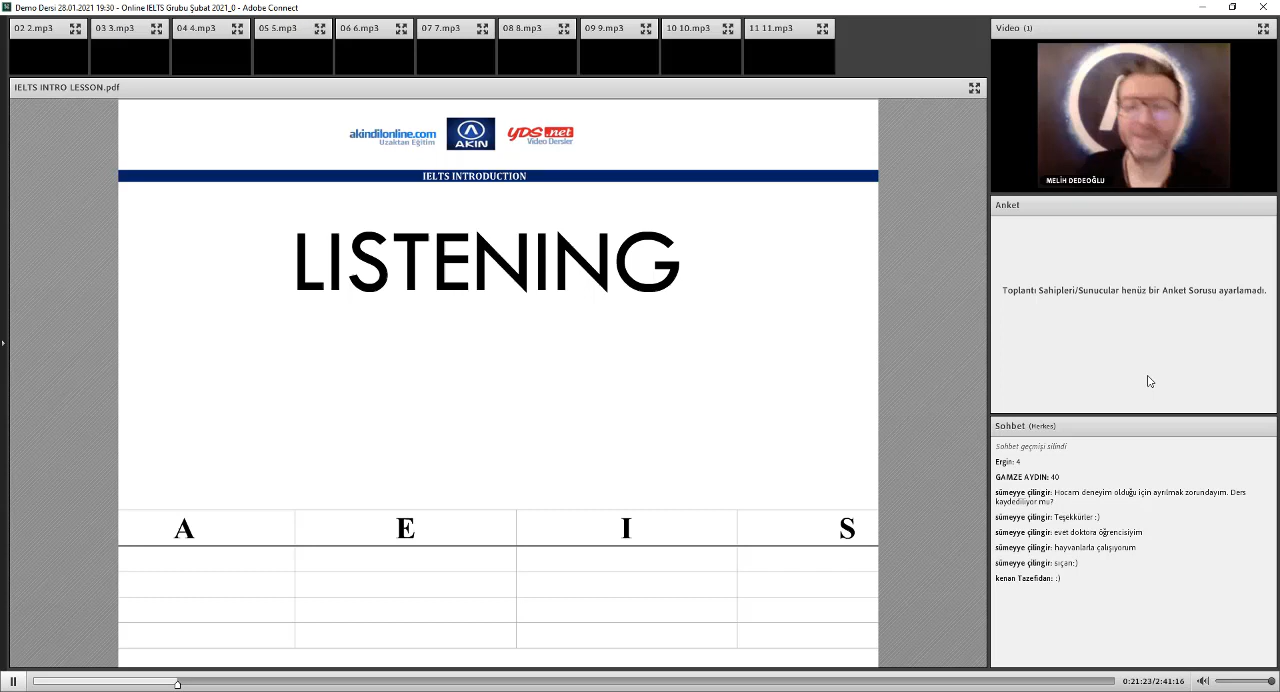 Demo Dersi 28.01.2021 19:30 - Online IELTS Grubu Şubat 2021_0 - Adobe Connect
02 2.mp3
03 3.mp3
04 4.mp3
05 5.mp3
06 6.mp3
07 7.mp3
08 8.mp3
09 9.mp3
10 10.mp3
11 11.mp3
IELTS INTRO LESSON.pdf
akindilonline.com
Uzaktan Eğitim
AKIN
YDS.net
Video Dersler
IELTS INTRODUCTION
LISTENING
A E I S
Video (1)
MELİH DEDEOĞLU
Anket
Toplantı Sahipleri/Sunucular henüz bir Anket Sorusu ayarlamadı.
Sohbet (Herkes)
Sohbet geçmişi silindi
Ergin: 4
GAMZE AYDIN: 40
sümeyye çilingir: Hocam deneyim olduğu için ayrılmak zorundayım. Ders
kaydediliyor mu?
sümeyye çilingir: Teşekkürler :)
sümeyye çilingir: evet doktora öğrencisiyim
sümeyye çilingir: hayvanlarla çalışıyorum
sümeyye çilingir: sıçan:)
kenan Tazefidan: :)
0:21:23/2:41:16